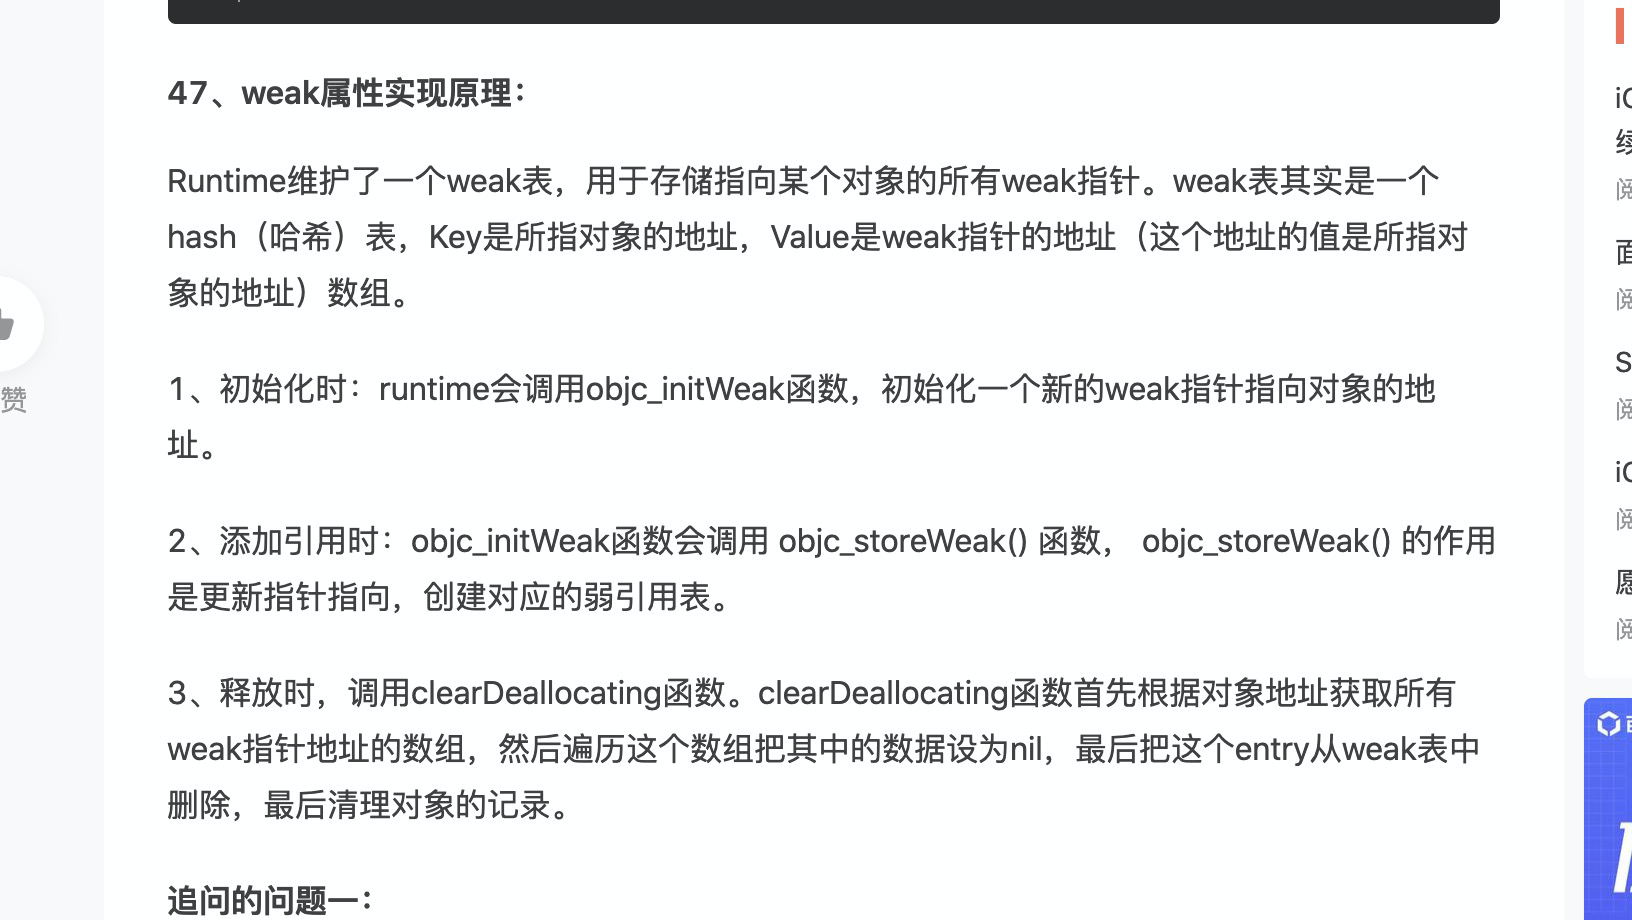 47、weak属性实现原理：
Runtime维护了一个weak表，用于存储指向某个对象的所有weak指针。weak表其实是一个
hash（哈希）表，Key是所指对象的地址，Value是weak指针的地址（这个地址的值是所指对
象的地址）数组。
1、初始化时：runtime会调用objc_initWeak函数，初始化一个新的weak指针指向对象的地
址。
2、添加引用时：objc_initWeak函数会调用 objc_storeWeak() 函数， objc_storeWeak() 的作用
是更新指针指向，创建对应的弱引用表。
3、释放时，调用clearDeallocating函数。clearDeallocating函数首先根据对象地址获取所有
weak指针地址的数组，然后遍历这个数组把其中的数据设为nil，最后把这个entry从weak表中
删除，最后清理对象的记录。
追问的问题一：
赞
续
阅
面
阅
S
阅
阅
愿
阅